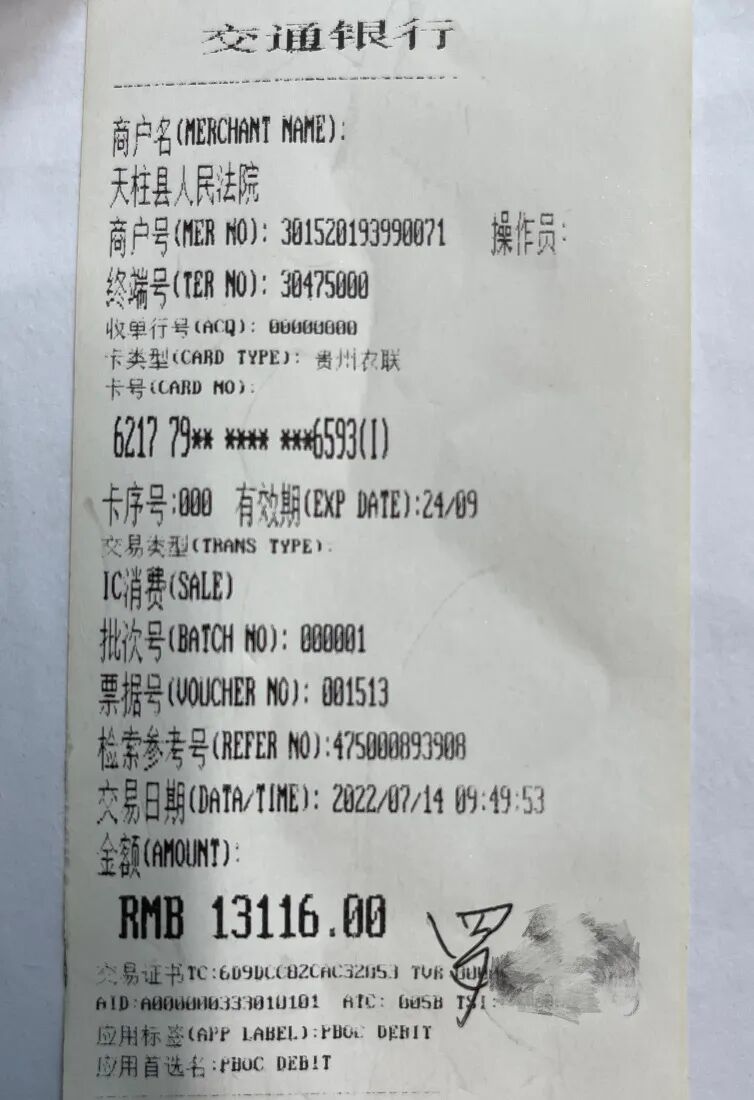 交通银行
商户名(MERCHANT NAME):
天柱县人民法院
商户号(MER NO): 301520193990071 操作员:
终端号(TER NO): 30475000
收单行号(ACQ): 00000000
卡类型(CARD TYPE): 贵州农联
卡号(CARD NO):
6217 79** **** ***6593(I)
卡序号:000 有效期(EXP DATE):24/09
交易类型(TRANS TYPE):
IC消费(SALE)
批次号(BATCH NO): 000001
票据号(VOUCHER NO): 001513
检索参考号(REFER NO):475000893908
交易日期(DATA/TIME): 2022/07/14 09:49:53
金额(AMOUNT):
RMB 13116.00
罗
交易证书TC: TVR
AID:A000000333010101 ATC: 005B TSI:
应用标签(APP LABEL):PBOC DEBIT
应用首选名:PBOC DEBIT